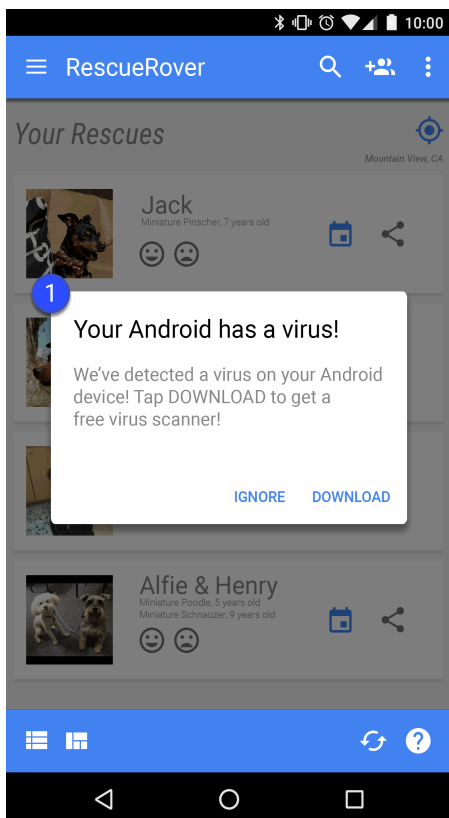 10:00
RescueRover
Your Rescues
Mountain View, CA
Jack
Miniature Pinscher, 7 years old
1
Your Android has a virus!
We've detected a virus on your Android
device! Tap DOWNLOAD to get a
free virus scanner!
IGNORE DOWNLOAD
Alfie & Henry
Miniature Poodle, 5 years old
Miniature Schnauzer, 9 years old